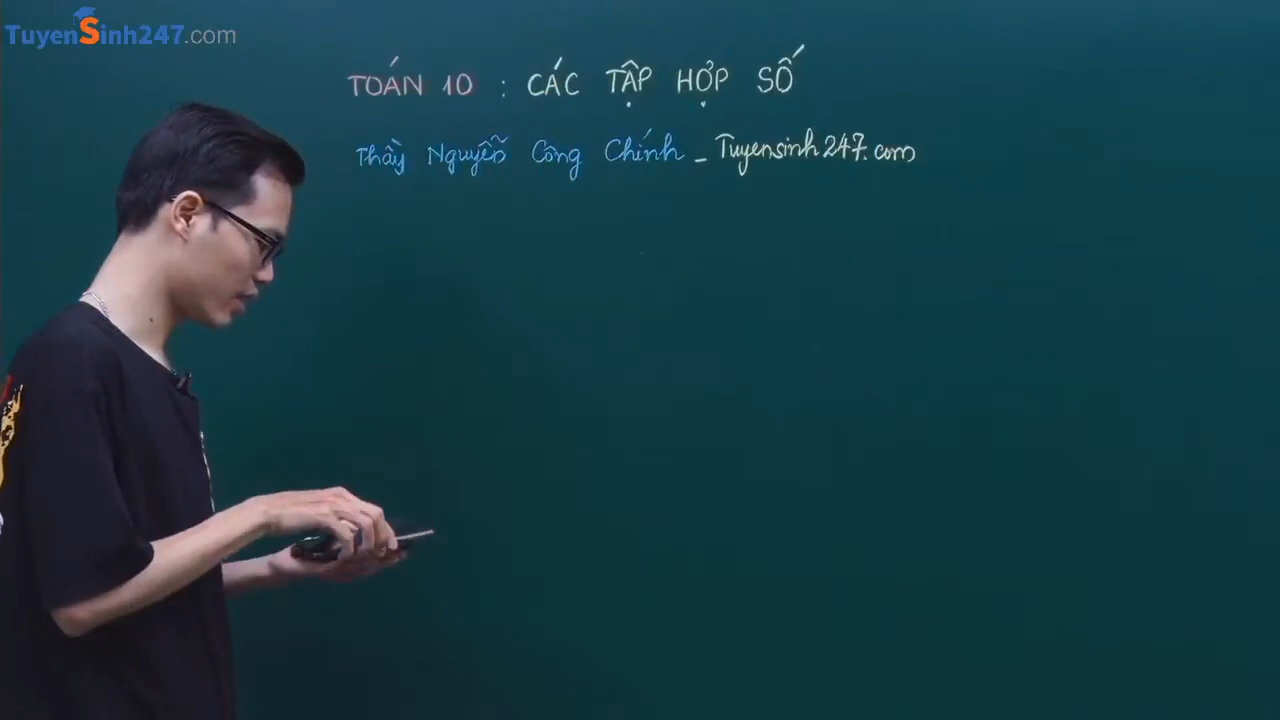 TuyenSinh247.com
TOÁN 10 : CÁC TẬP HỢP SỐ
Thầy Nguyễn Công Chính - Tuyensinh247.com